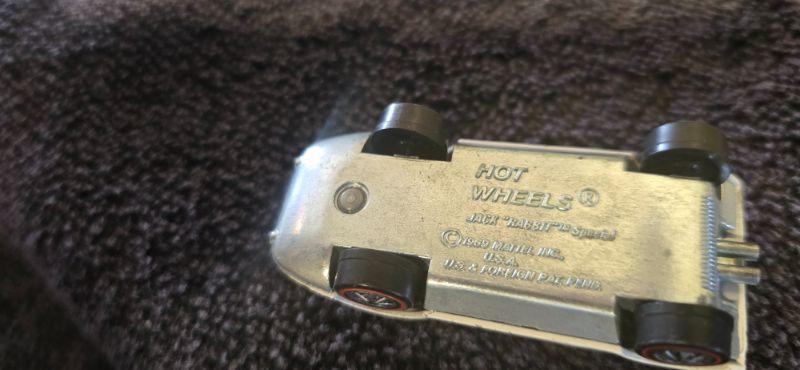 HOT
WHEELS®
JACK "RABBIT"™ Special
©1969 MATTEL INC.,
U.S.A.
U.S. & FOREIGN PAT. PEND.